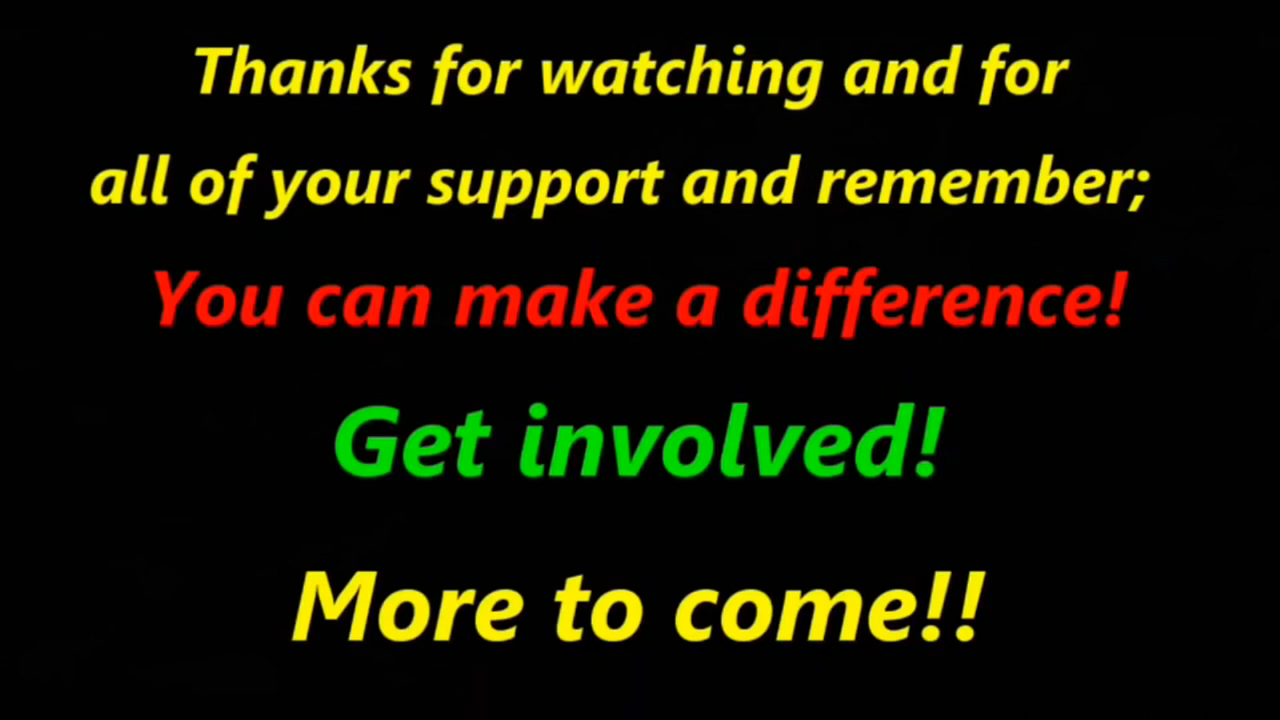 Thanks for watching and for
all of your support and remember;
You can make a difference!
Get involved!
More to come!!